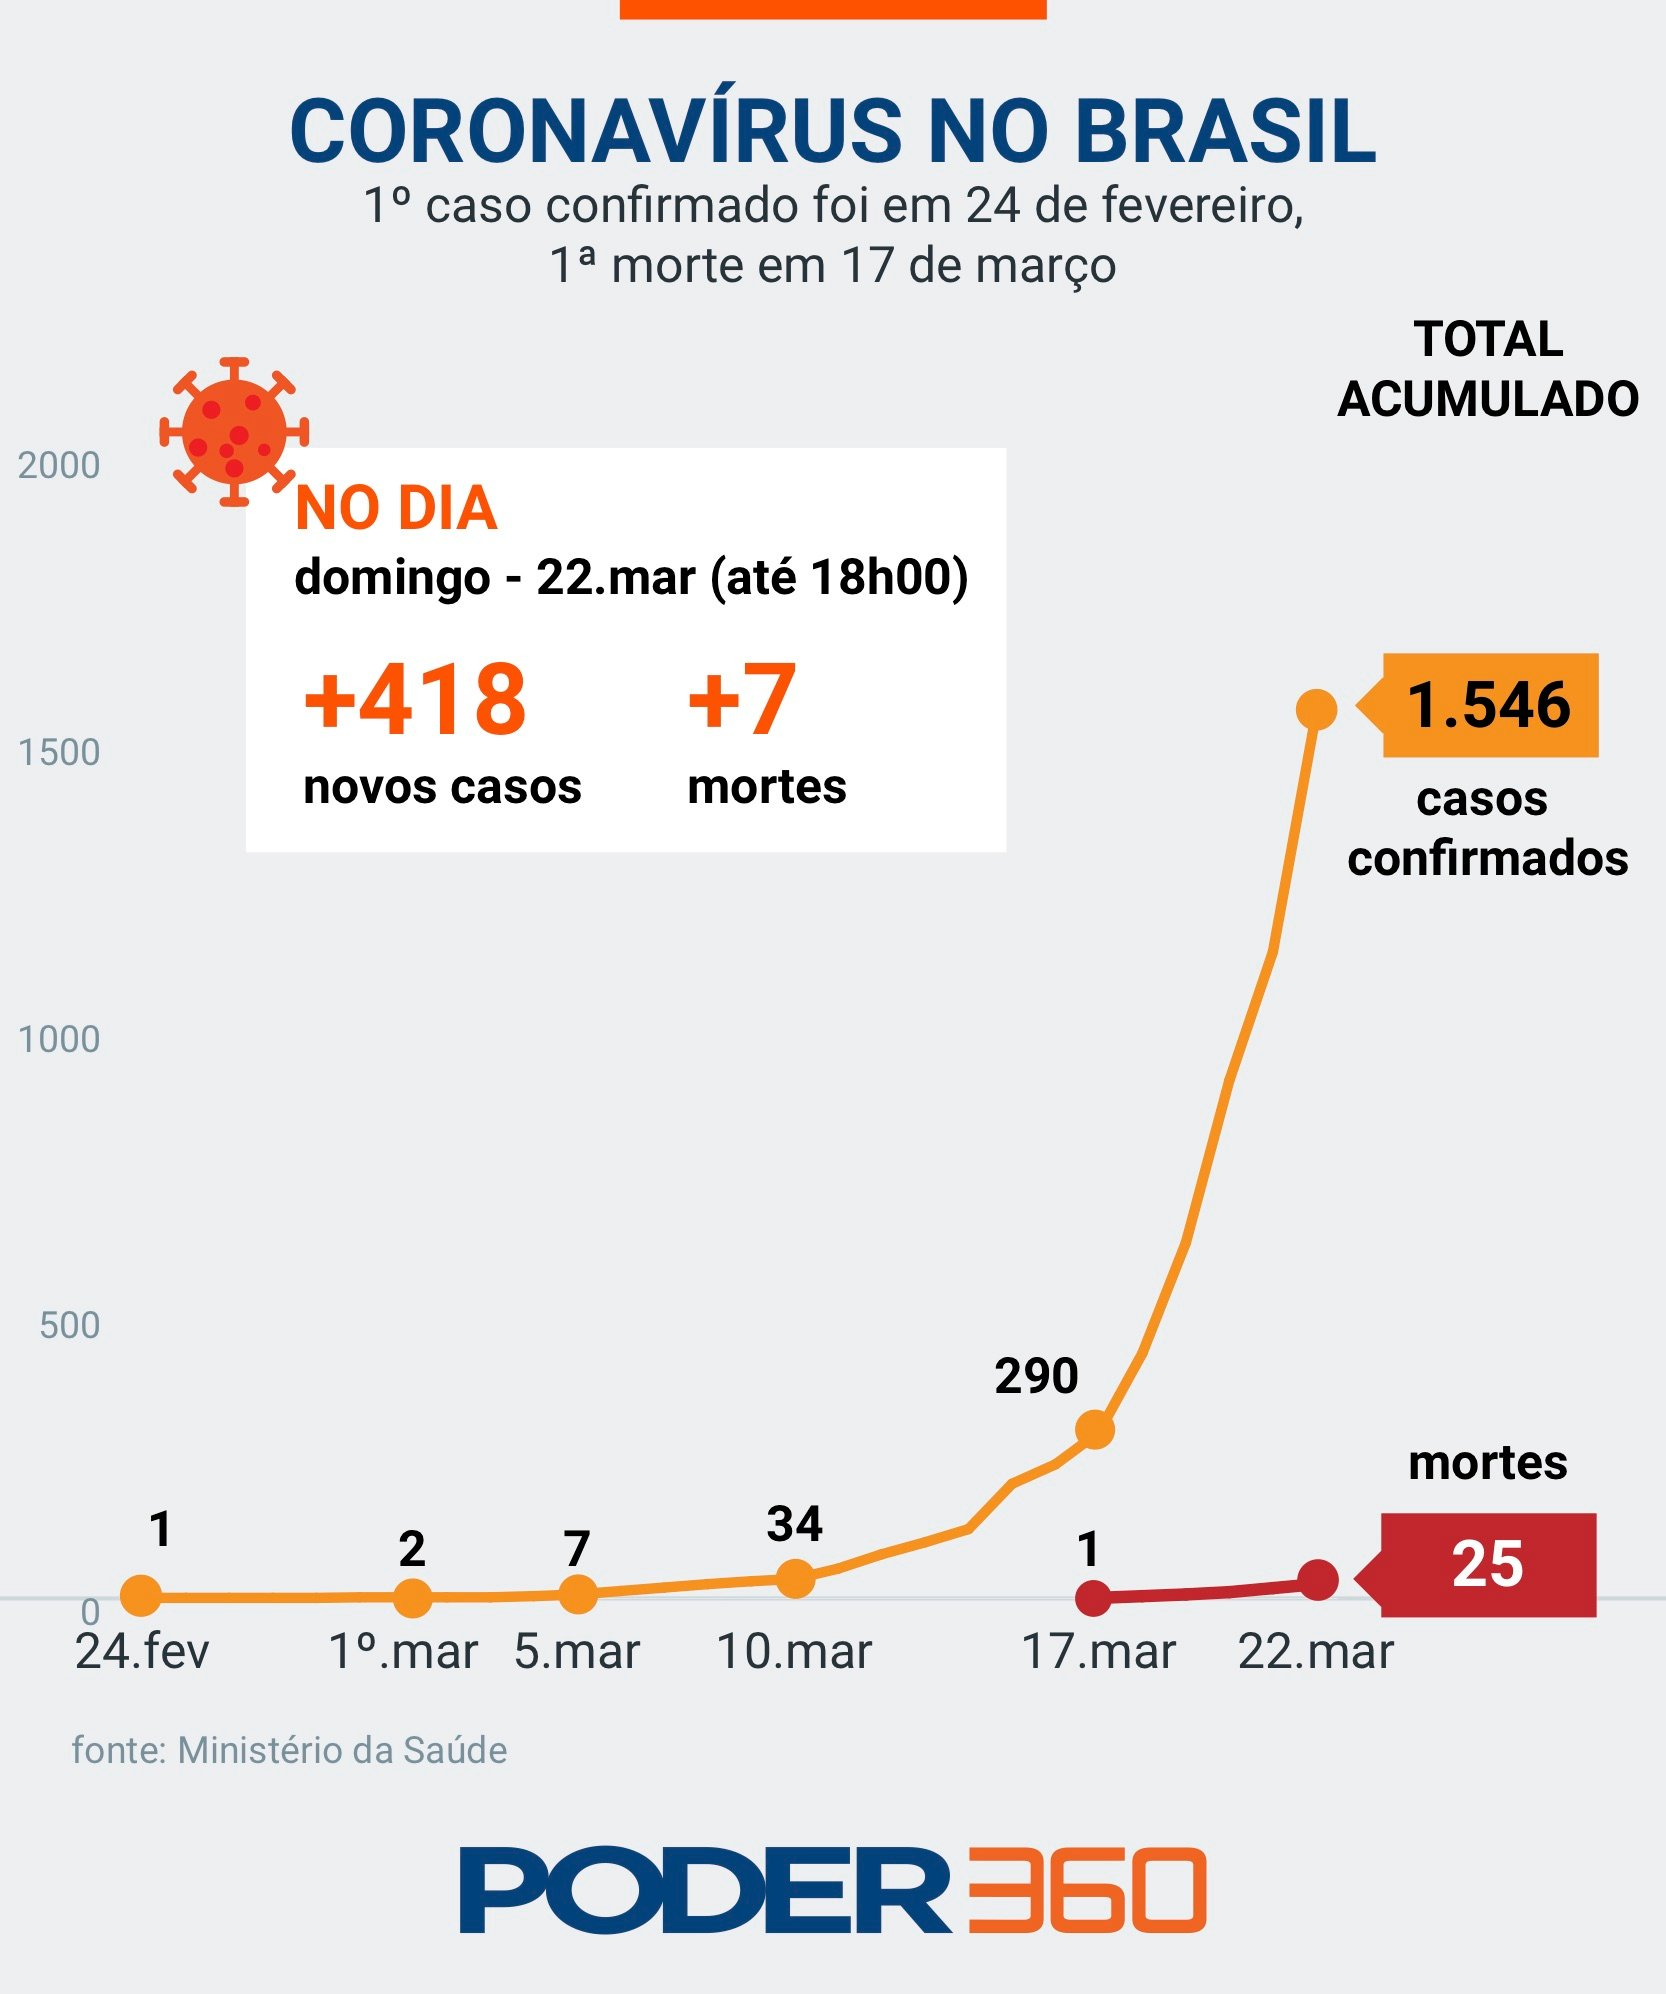 CORONAVÍRUS NO BRASIL
1º caso confirmado foi em 24 de fevereiro,
1ª morte em 17 de março
TOTAL
ACUMULADO
NO DIA
domingo - 22.mar (até 18h00)
+418 +7
novos casos mortes
2000
1500
1000
500
0
1.546
casos
confirmados
290
mortes
25
1
2
7
34
1
24.fev 1º.mar 5.mar 10.mar 17.mar 22.mar
fonte: Ministério da Saúde
PODER360